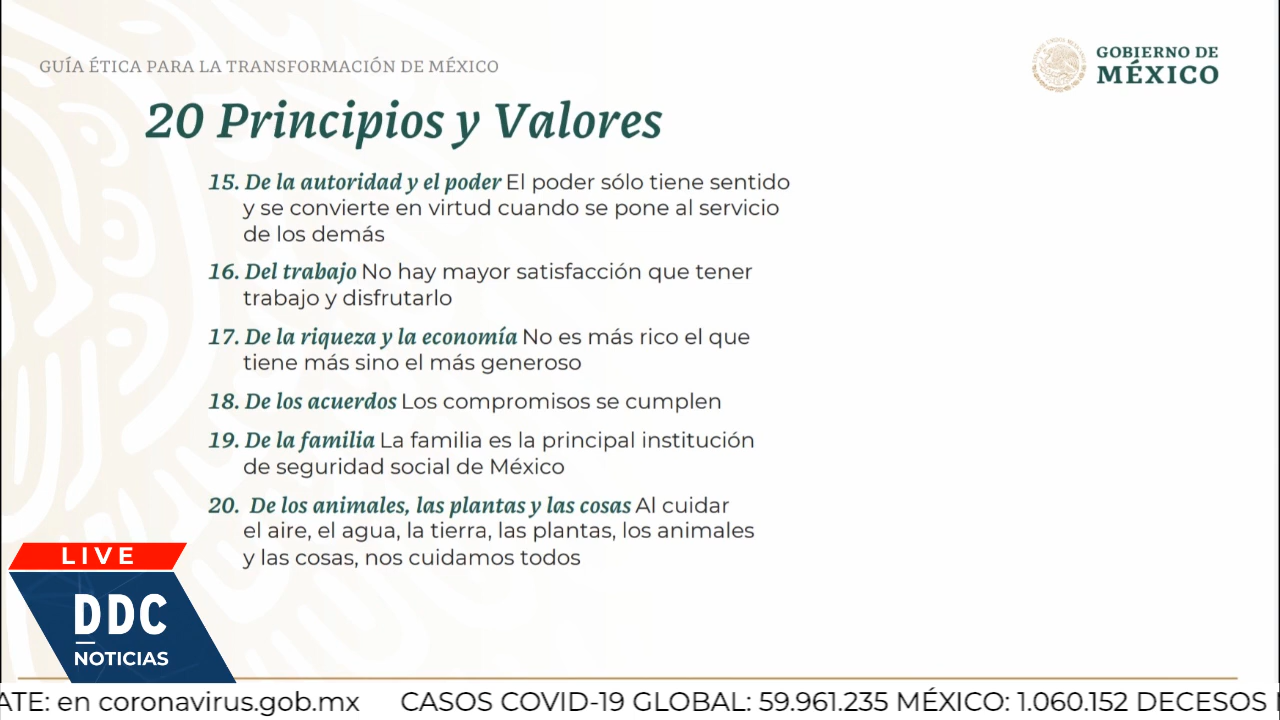 GUÍA ÉTICA PARA LA TRANSFORMACIÓN DE MÉXICO
GOBIERNO DE
MÉXICO
20 Principios y Valores
15. De la autoridad y el poder El poder sólo tiene sentido
y se convierte en virtud cuando se pone al servicio
de los demás
16. Del trabajo No hay mayor satisfacción que tener
trabajo y disfrutarlo
17. De la riqueza y la economía No es más rico el que
tiene más sino el más generoso
18. De los acuerdos Los compromisos se cumplen
19. De la familia La familia es la principal institución
de seguridad social de México
20. De los animales, las plantas y las cosas Al cuidar
el aire, el agua, la tierra, las plantas, los animales
y las cosas, nos cuidamos todos
LIVE
DDC
NOTICIAS
ATE: en coronavirus.gob.mx CASOS COVID-19 GLOBAL: 59.961.235 MÉXICO: 1.060.152 DECESOS